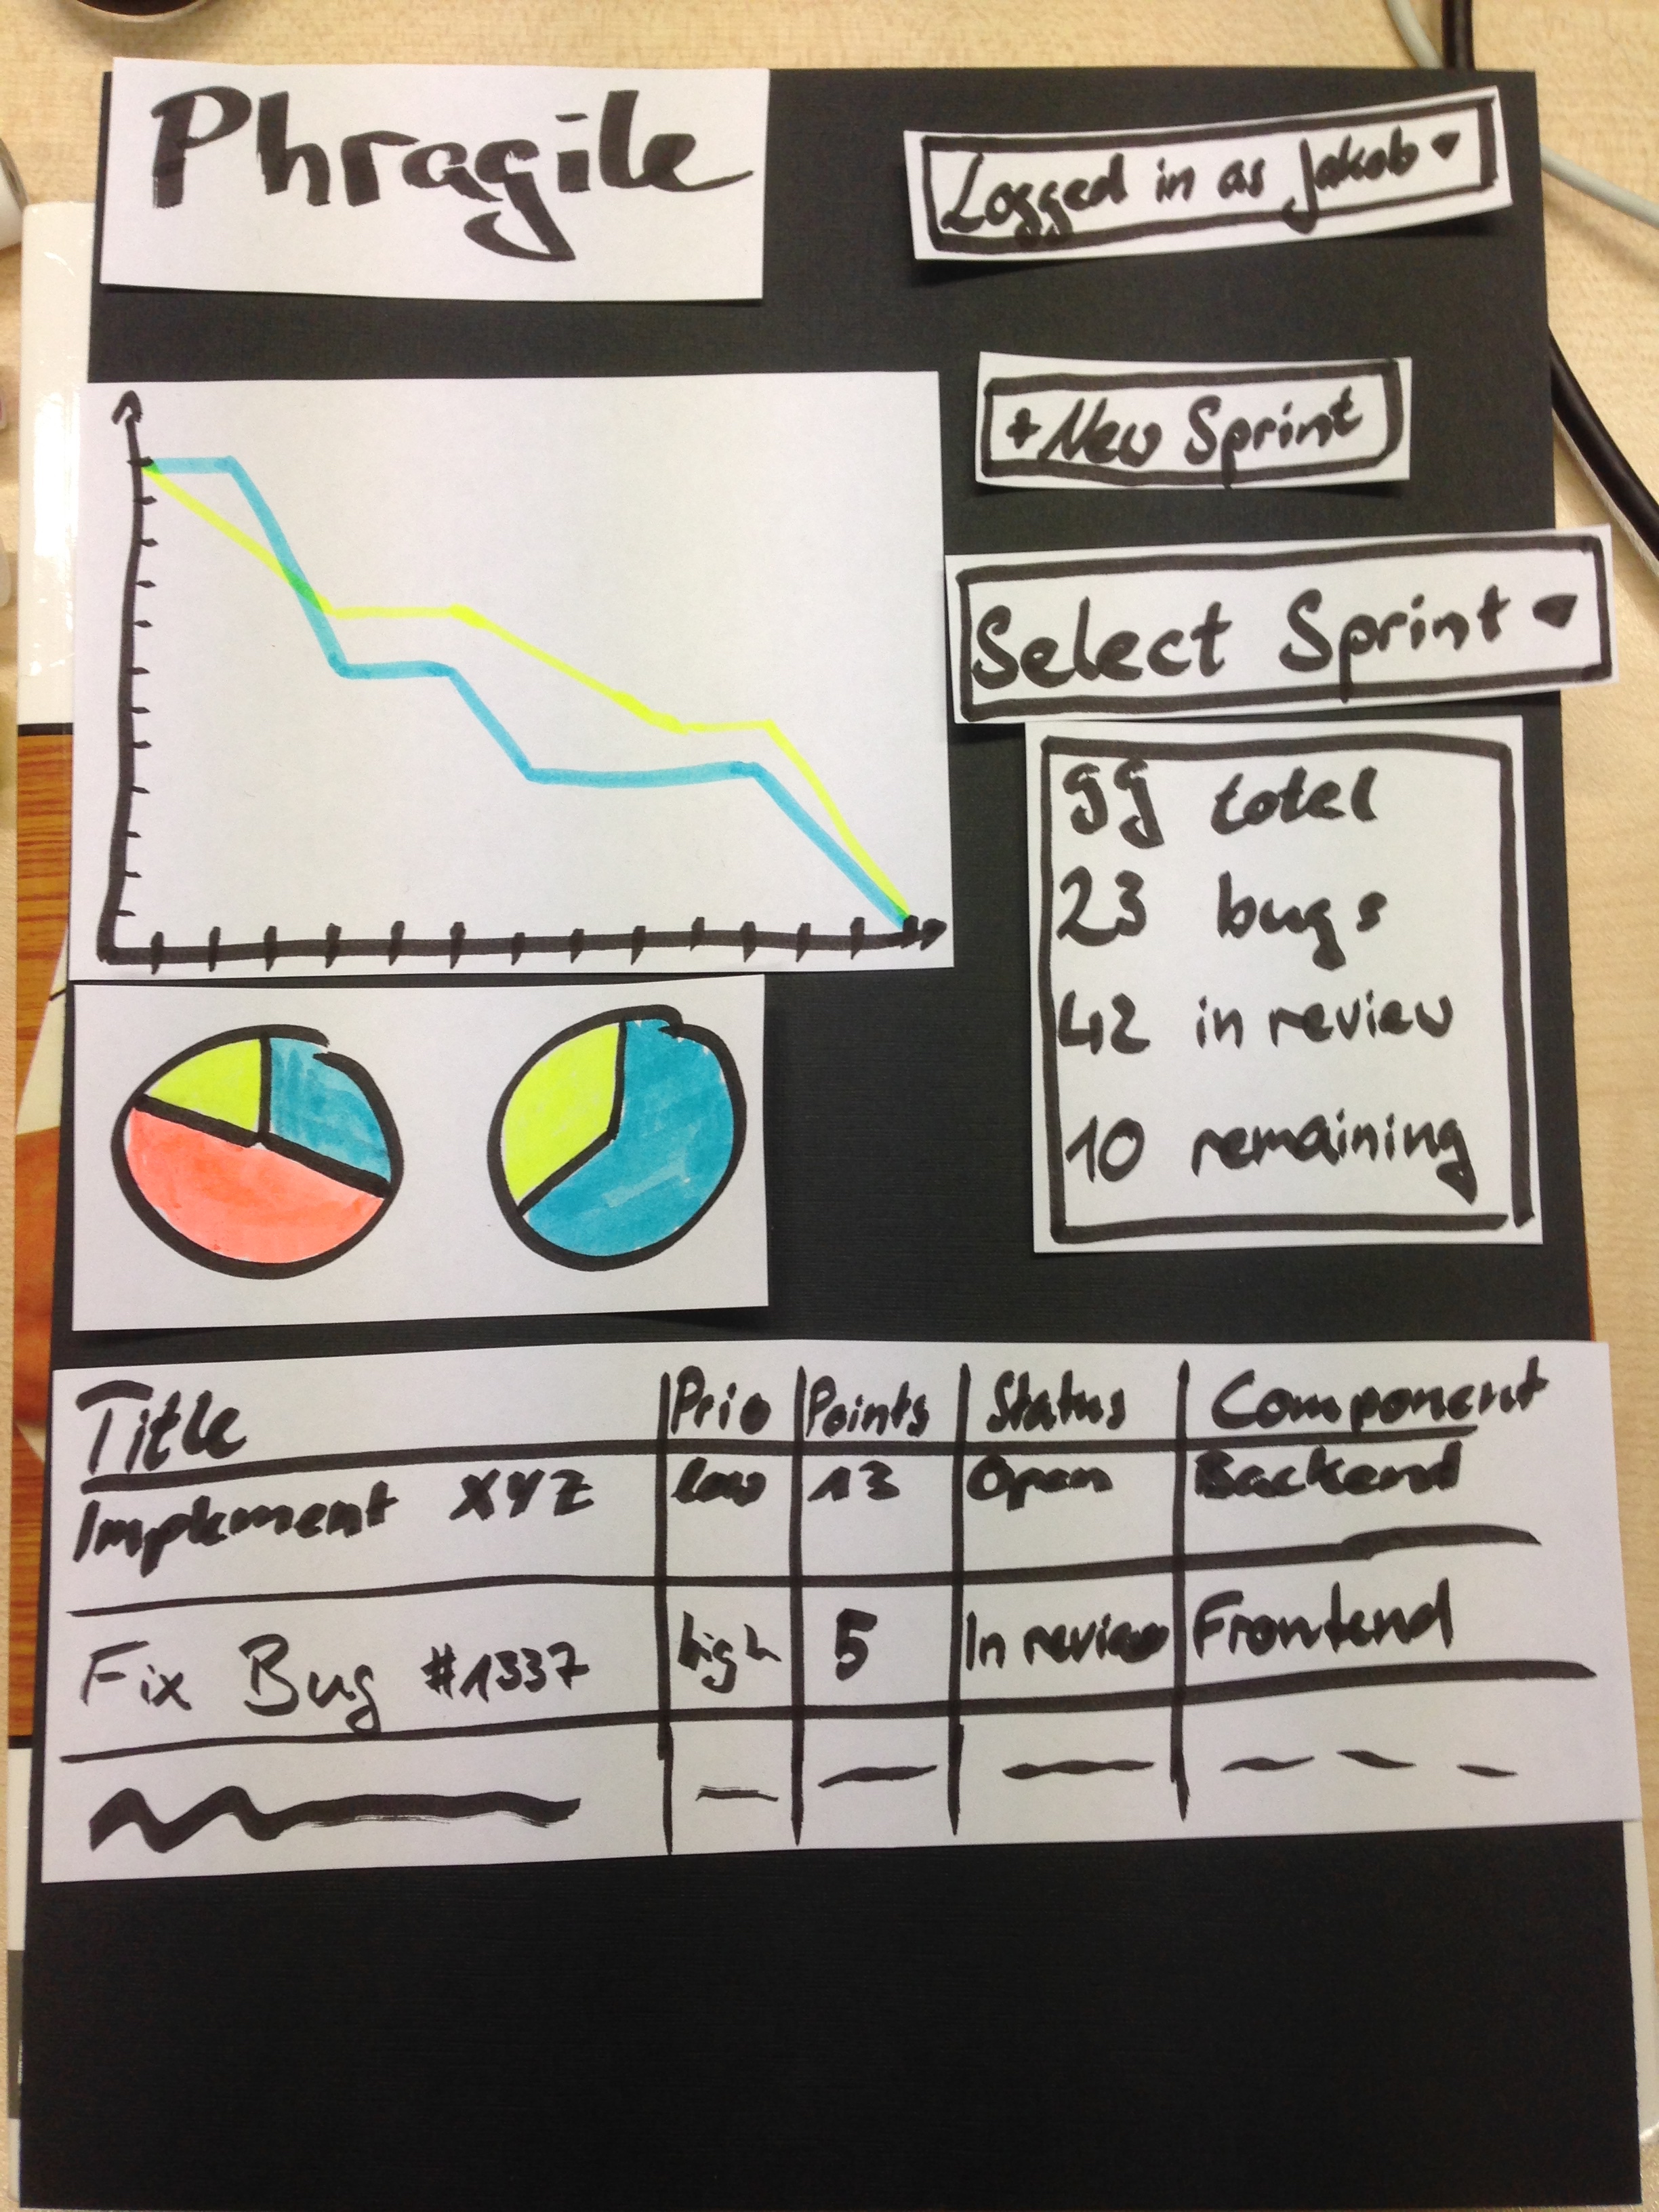 Phragile
Logged in as Jakob
+ New Sprint
Select Sprint
99 total
23 bugs
42 in review
10 remaining
Title Prio Points Status Component
Implement XYZ low 13 Open Backend
Fix Bug #1337 high 5 In review Frontend